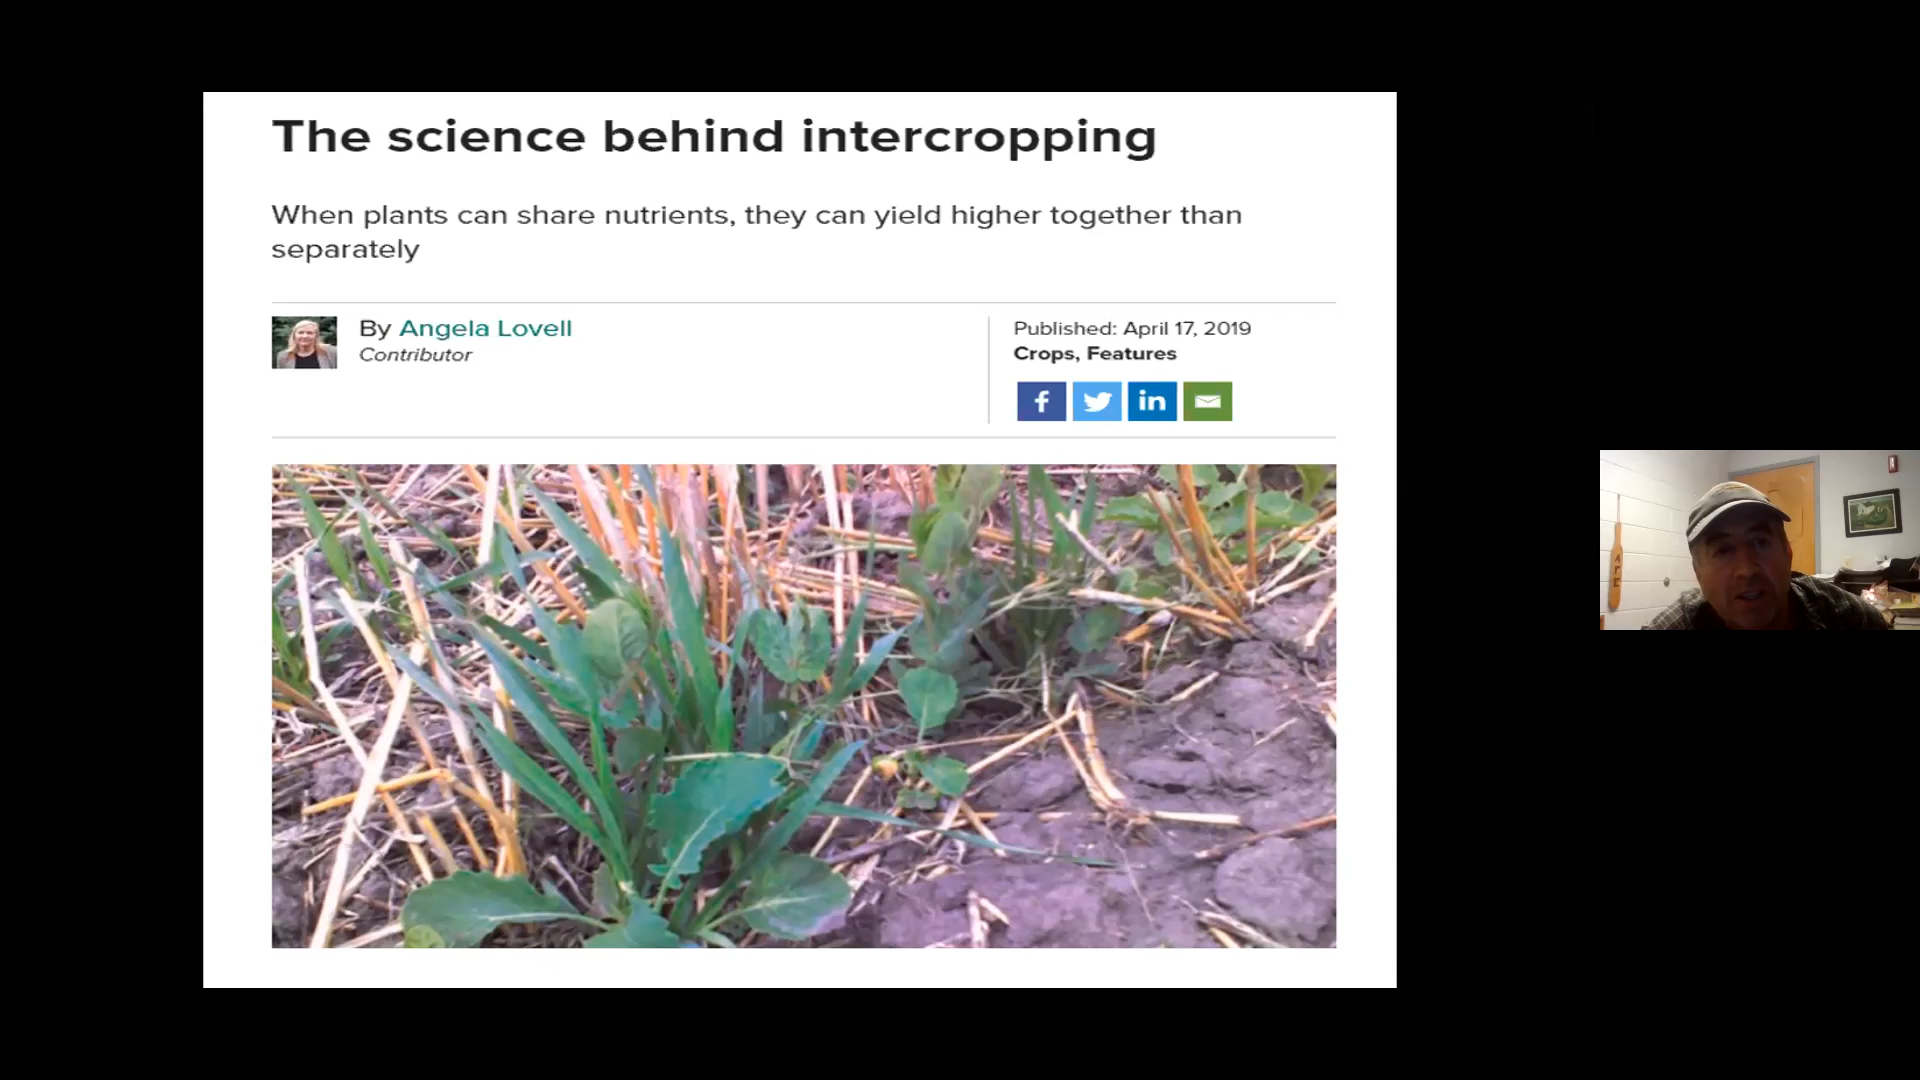 The science behind intercropping
When plants can share nutrients, they can yield higher together than
separately
By Angela Lovell
Contributor
Published: April 17, 2019
Crops, Features
f
in